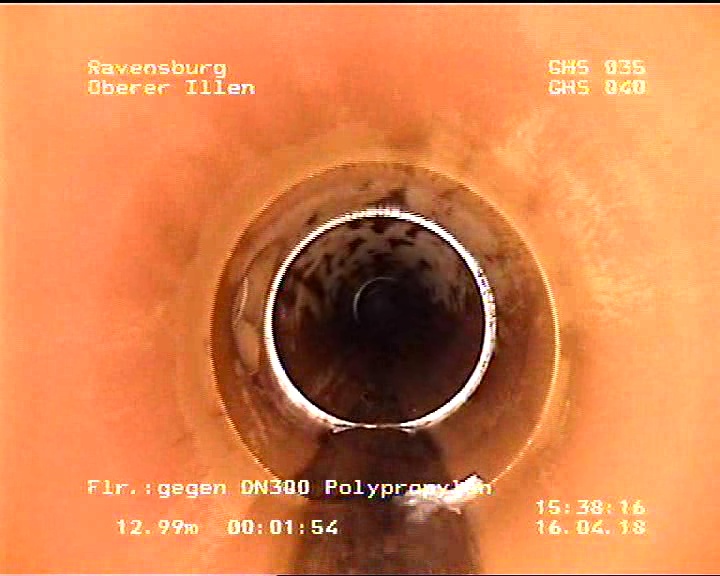 Ravensburg GHS 035
Oberer Illen GHS 040
Flr.:gegen DN300 Polypropylen
15:38:16
12.99m 00:01:54 16.04.18